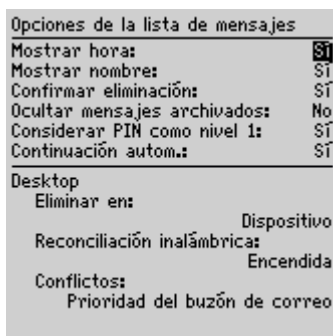 Opciones de la lista de mensajes
Mostrar hora: Sí
Mostrar nombre: Sí
Confirmar eliminación: Sí
Ocultar mensajes archivados: No
Considerar PIN como nivel 1: Sí
Continuación autom.: Sí
Desktop
Eliminar en:
Dispositivo
Reconciliación inalámbrica:
Encendida
Conflictos:
Prioridad del buzón de correo